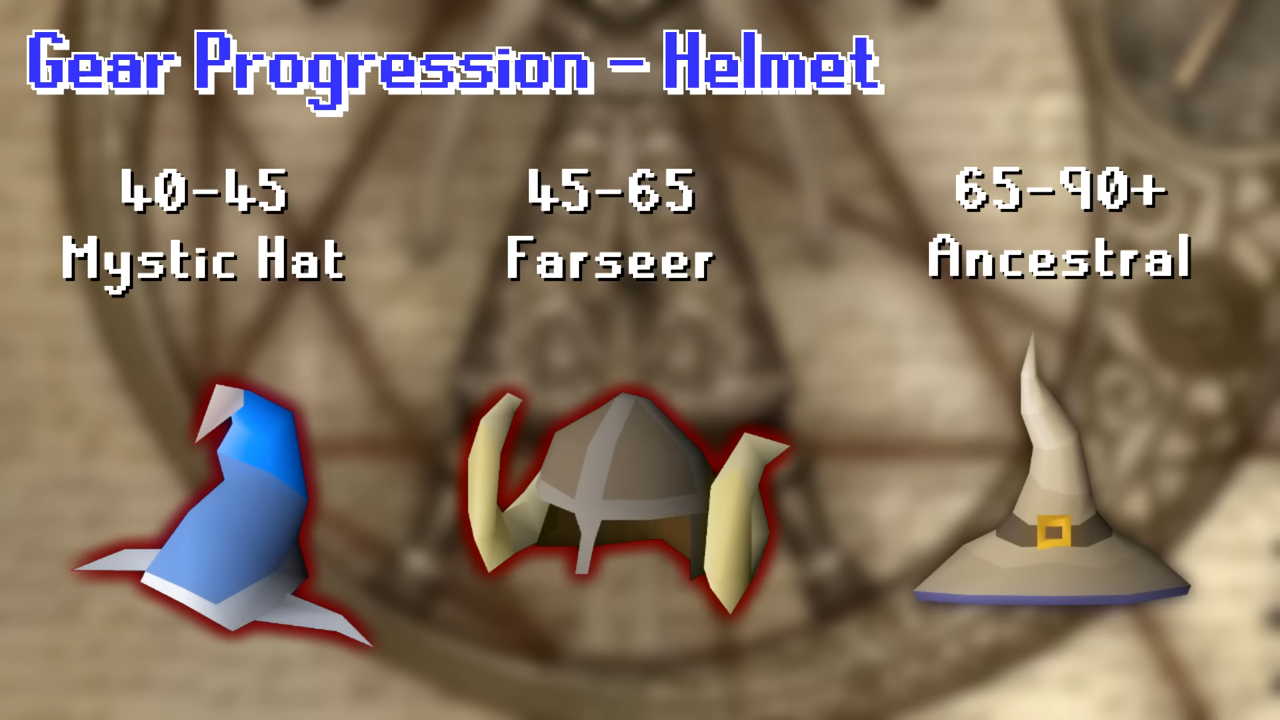 Gear Progression - Helmet
40-45
Mystic Hat
45-65
Farseer
65-90+
Ancestral